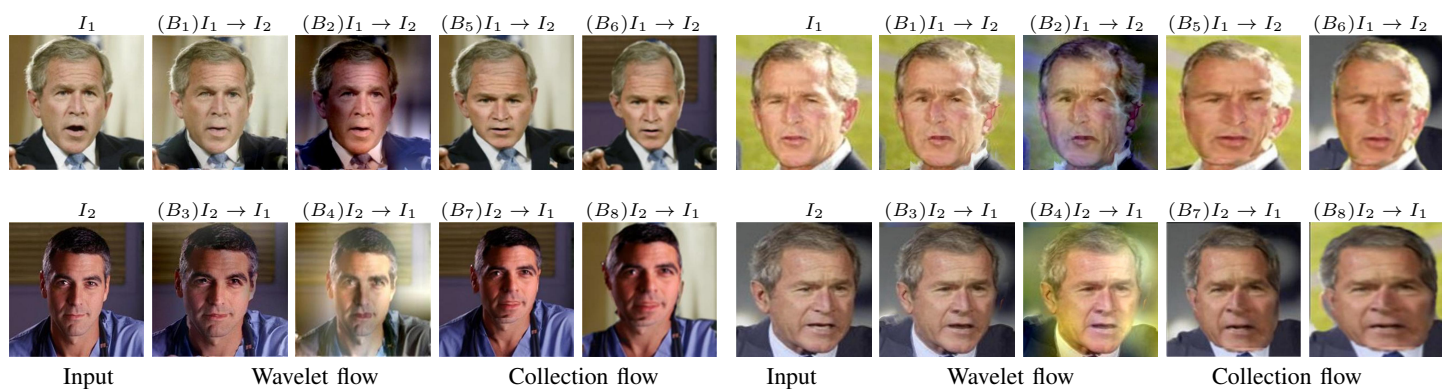 I₁ (B₁)I₁ → I₂ (B₂)I₁ → I₂ (B₅)I₁ → I₂ (B₆)I₁ → I₂ I₁ (B₁)I₁ → I₂ (B₂)I₁ → I₂ (B₅)I₁ → I₂ (B₆)I₁ → I₂
I₂ (B₃)I₂ → I₁ (B₄)I₂ → I₁ (B₇)I₂ → I₁ (B₈)I₂ → I₁ I₂ (B₃)I₂ → I₁ (B₄)I₂ → I₁ (B₇)I₂ → I₁ (B₈)I₂ → I₁
Input Wavelet flow Collection flow Input Wavelet flow Collection flow